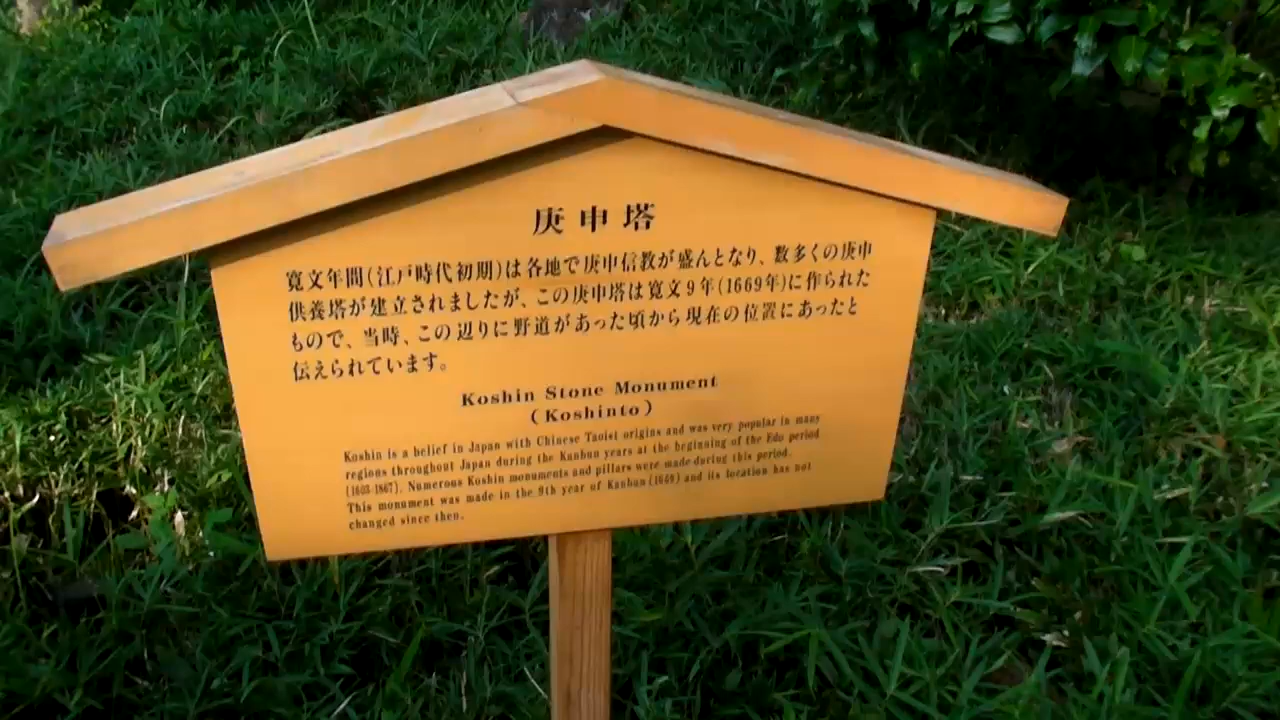 庚申塔
寛文年間(江戸時代初期)は各地で庚申信教が盛んとなり、数多くの庚申
供養塔が建立されましたが、この庚申塔は寛文9年(1669年)に作られた
もので、当時、この辺りに野道があった頃から現在の位置にあったと
伝えられています。
Koshin Stone Monument
(Koshinto)
Koshin is a belief in Japan with Chinese Taoist origins and was very popular in many
regions throughout Japan during the Kanbun years at the beginning of the Edo period
(1603-1867). Numerous Koshin monuments and pillars were made during this period.
This monument was made in the 9th year of Kanbun(1669) and its location has not
changed since then.